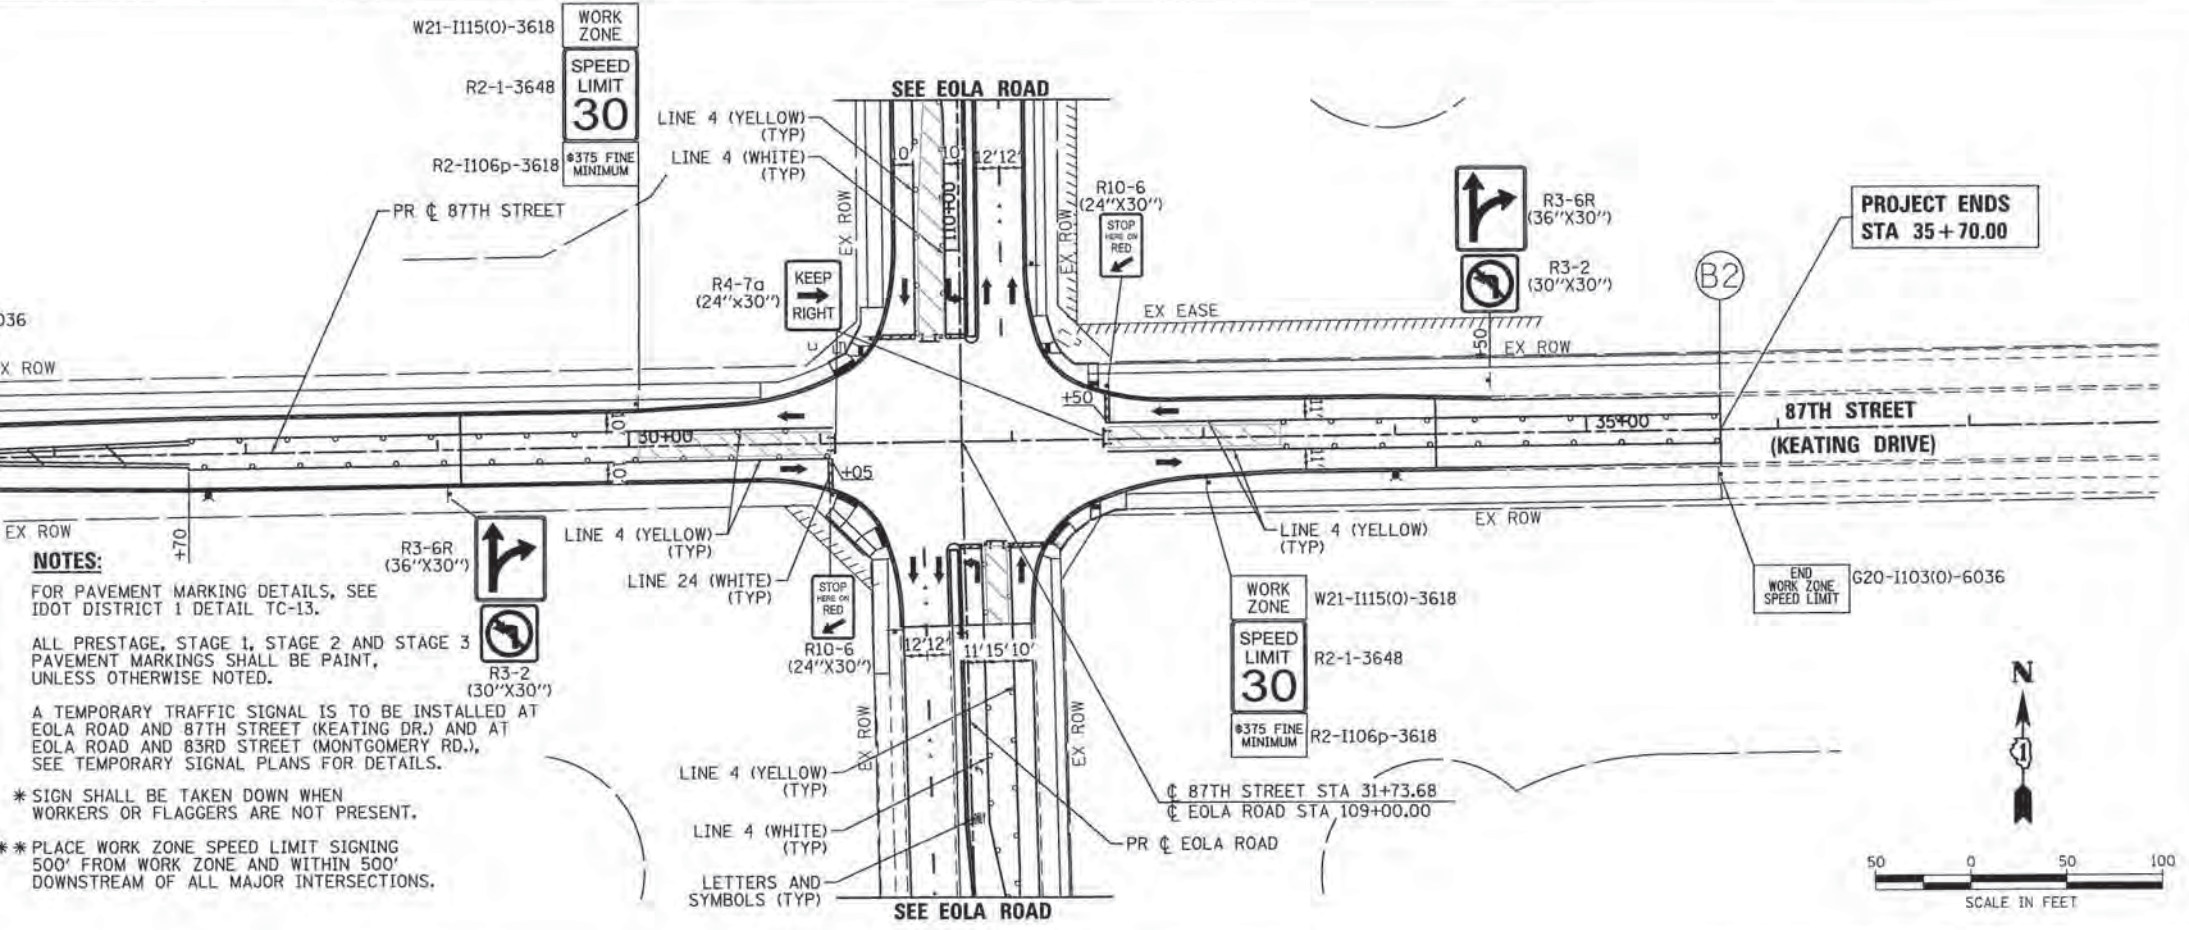 W21-I115(O)-3618
WORK
ZONE
R2-1-3648
SPEED
LIMIT
30
R2-I106p-3618
$375 FINE
MINIMUM
PR ℄ 87TH STREET
SEE EOLA ROAD
LINE 4 (YELLOW)
(TYP)
LINE 4 (WHITE)
(TYP)
10'
12'12'
110+00
EX ROW
EX ROW
R10-6
(24"X30")
STOP
HERE ON
RED
R4-7a
(24"x30")
KEEP
RIGHT
R3-6R
(36"X30")
R3-2
(30"X30")
B2
PROJECT ENDS
STA 35+70.00
EX EASE
+50
EX ROW
036
X ROW
+50
30+00
35+00
11'
11'
87TH STREET
(KEATING DRIVE)
+05
EX ROW
+70
EX ROW
R3-6R
(36"X30")
R3-2
(30"X30")
LINE 4 (YELLOW)
(TYP)
LINE 24 (WHITE)
(TYP)
STOP
HERE ON
RED
R10-6
(24"X30")
LINE 4 (YELLOW)
(TYP)
END
WORK ZONE
SPEED LIMIT
G20-I103(O)-6036
WORK
ZONE
W21-I115(O)-3618
SPEED
LIMIT
30
R2-1-3648
$375 FINE
MINIMUM
R2-I106p-3618
12'12'
11'15'10'
EX ROW
EX ROW
LINE 4 (YELLOW)
(TYP)
LINE 4 (WHITE)
(TYP)
LETTERS AND
SYMBOLS (TYP)
℄ 87TH STREET STA 31+73.68
℄ EOLA ROAD STA 109+00.00
PR ℄ EOLA ROAD
SEE EOLA ROAD
NOTES:
FOR PAVEMENT MARKING DETAILS, SEE
IDOT DISTRICT 1 DETAIL TC-13.
ALL PRESTAGE, STAGE 1, STAGE 2 AND STAGE 3
PAVEMENT MARKINGS SHALL BE PAINT,
UNLESS OTHERWISE NOTED.
A TEMPORARY TRAFFIC SIGNAL IS TO BE INSTALLED AT
EOLA ROAD AND 87TH STREET (KEATING DR.) AND AT
EOLA ROAD AND 83RD STREET (MONTGOMERY RD.),
SEE TEMPORARY SIGNAL PLANS FOR DETAILS.
* SIGN SHALL BE TAKEN DOWN WHEN
WORKERS OR FLAGGERS ARE NOT PRESENT.
** PLACE WORK ZONE SPEED LIMIT SIGNING
500' FROM WORK ZONE AND WITHIN 500'
DOWNSTREAM OF ALL MAJOR INTERSECTIONS.
N
1
50 0 50 100
SCALE IN FEET